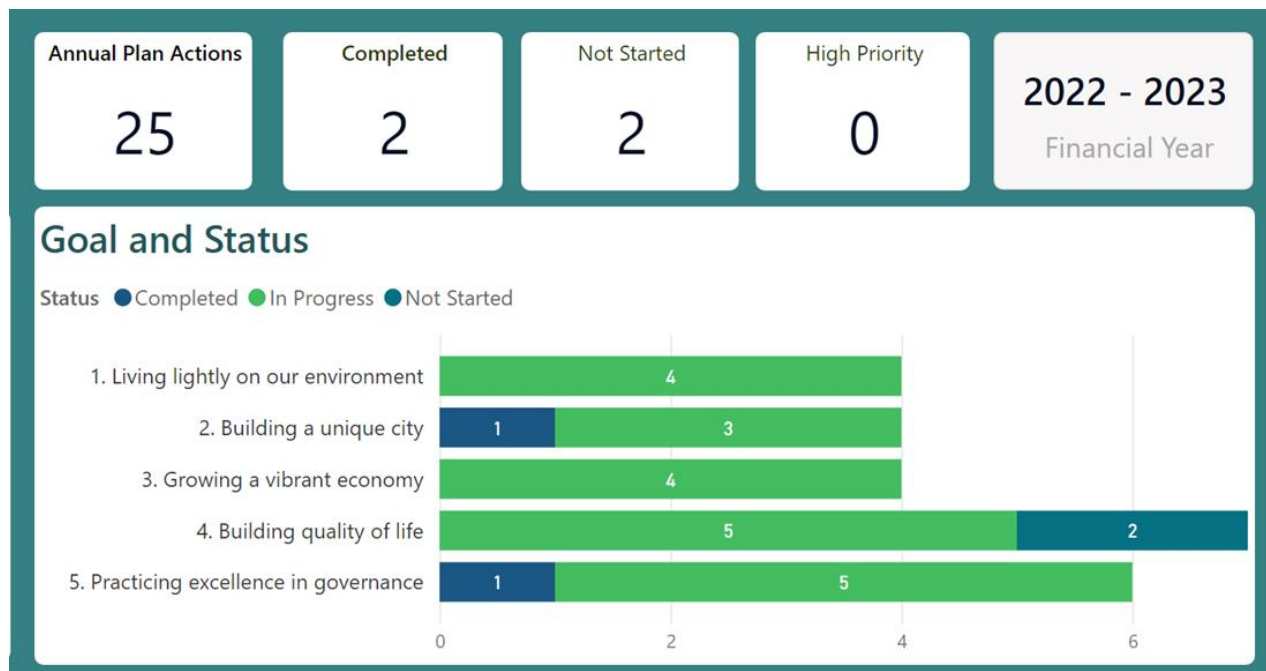 Annual Plan Actions
25
Completed
2
Not Started
2
High Priority
0
2022 - 2023
Financial Year
Goal and Status
Status Completed In Progress Not Started
1. Living lightly on our environment 4
2. Building a unique city 1 3
3. Growing a vibrant economy 4
4. Building quality of life 5 2
5. Practicing excellence in governance 1 5
0 2 4 6